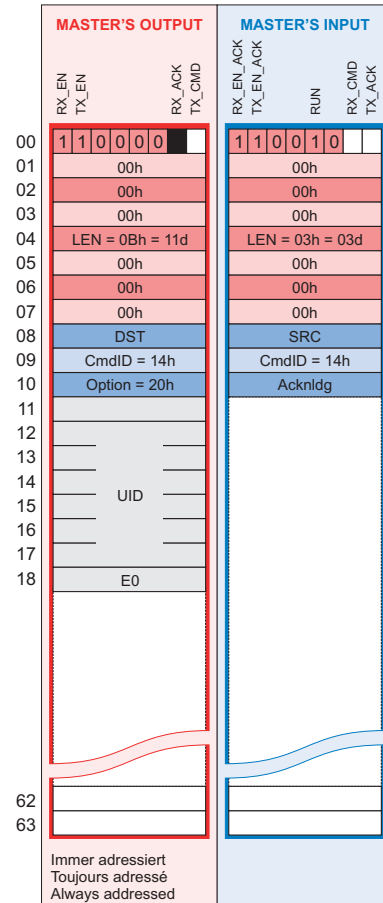 MASTER'S OUTPUT MASTER'S INPUT
RX_EN TX_EN RX_ACK TX_CMD RX_EN_ACK TX_EN_ACK RUN RX_CMD TX_ACK
00 1 1 0 0 0 0 1 1 0 0 1 0
01 00h 00h
02 00h 00h
03 00h 00h
04 LEN = 0Bh = 11d LEN = 03h = 03d
05 00h 00h
06 00h 00h
07 00h 00h
08 DST SRC
09 CmdID = 14h CmdID = 14h
10 Option = 20h Acknldg
11
12
13
14
UID
15
16
17
18 E0
62
63
Immer adressiert
Toujours adressé
Always addressed